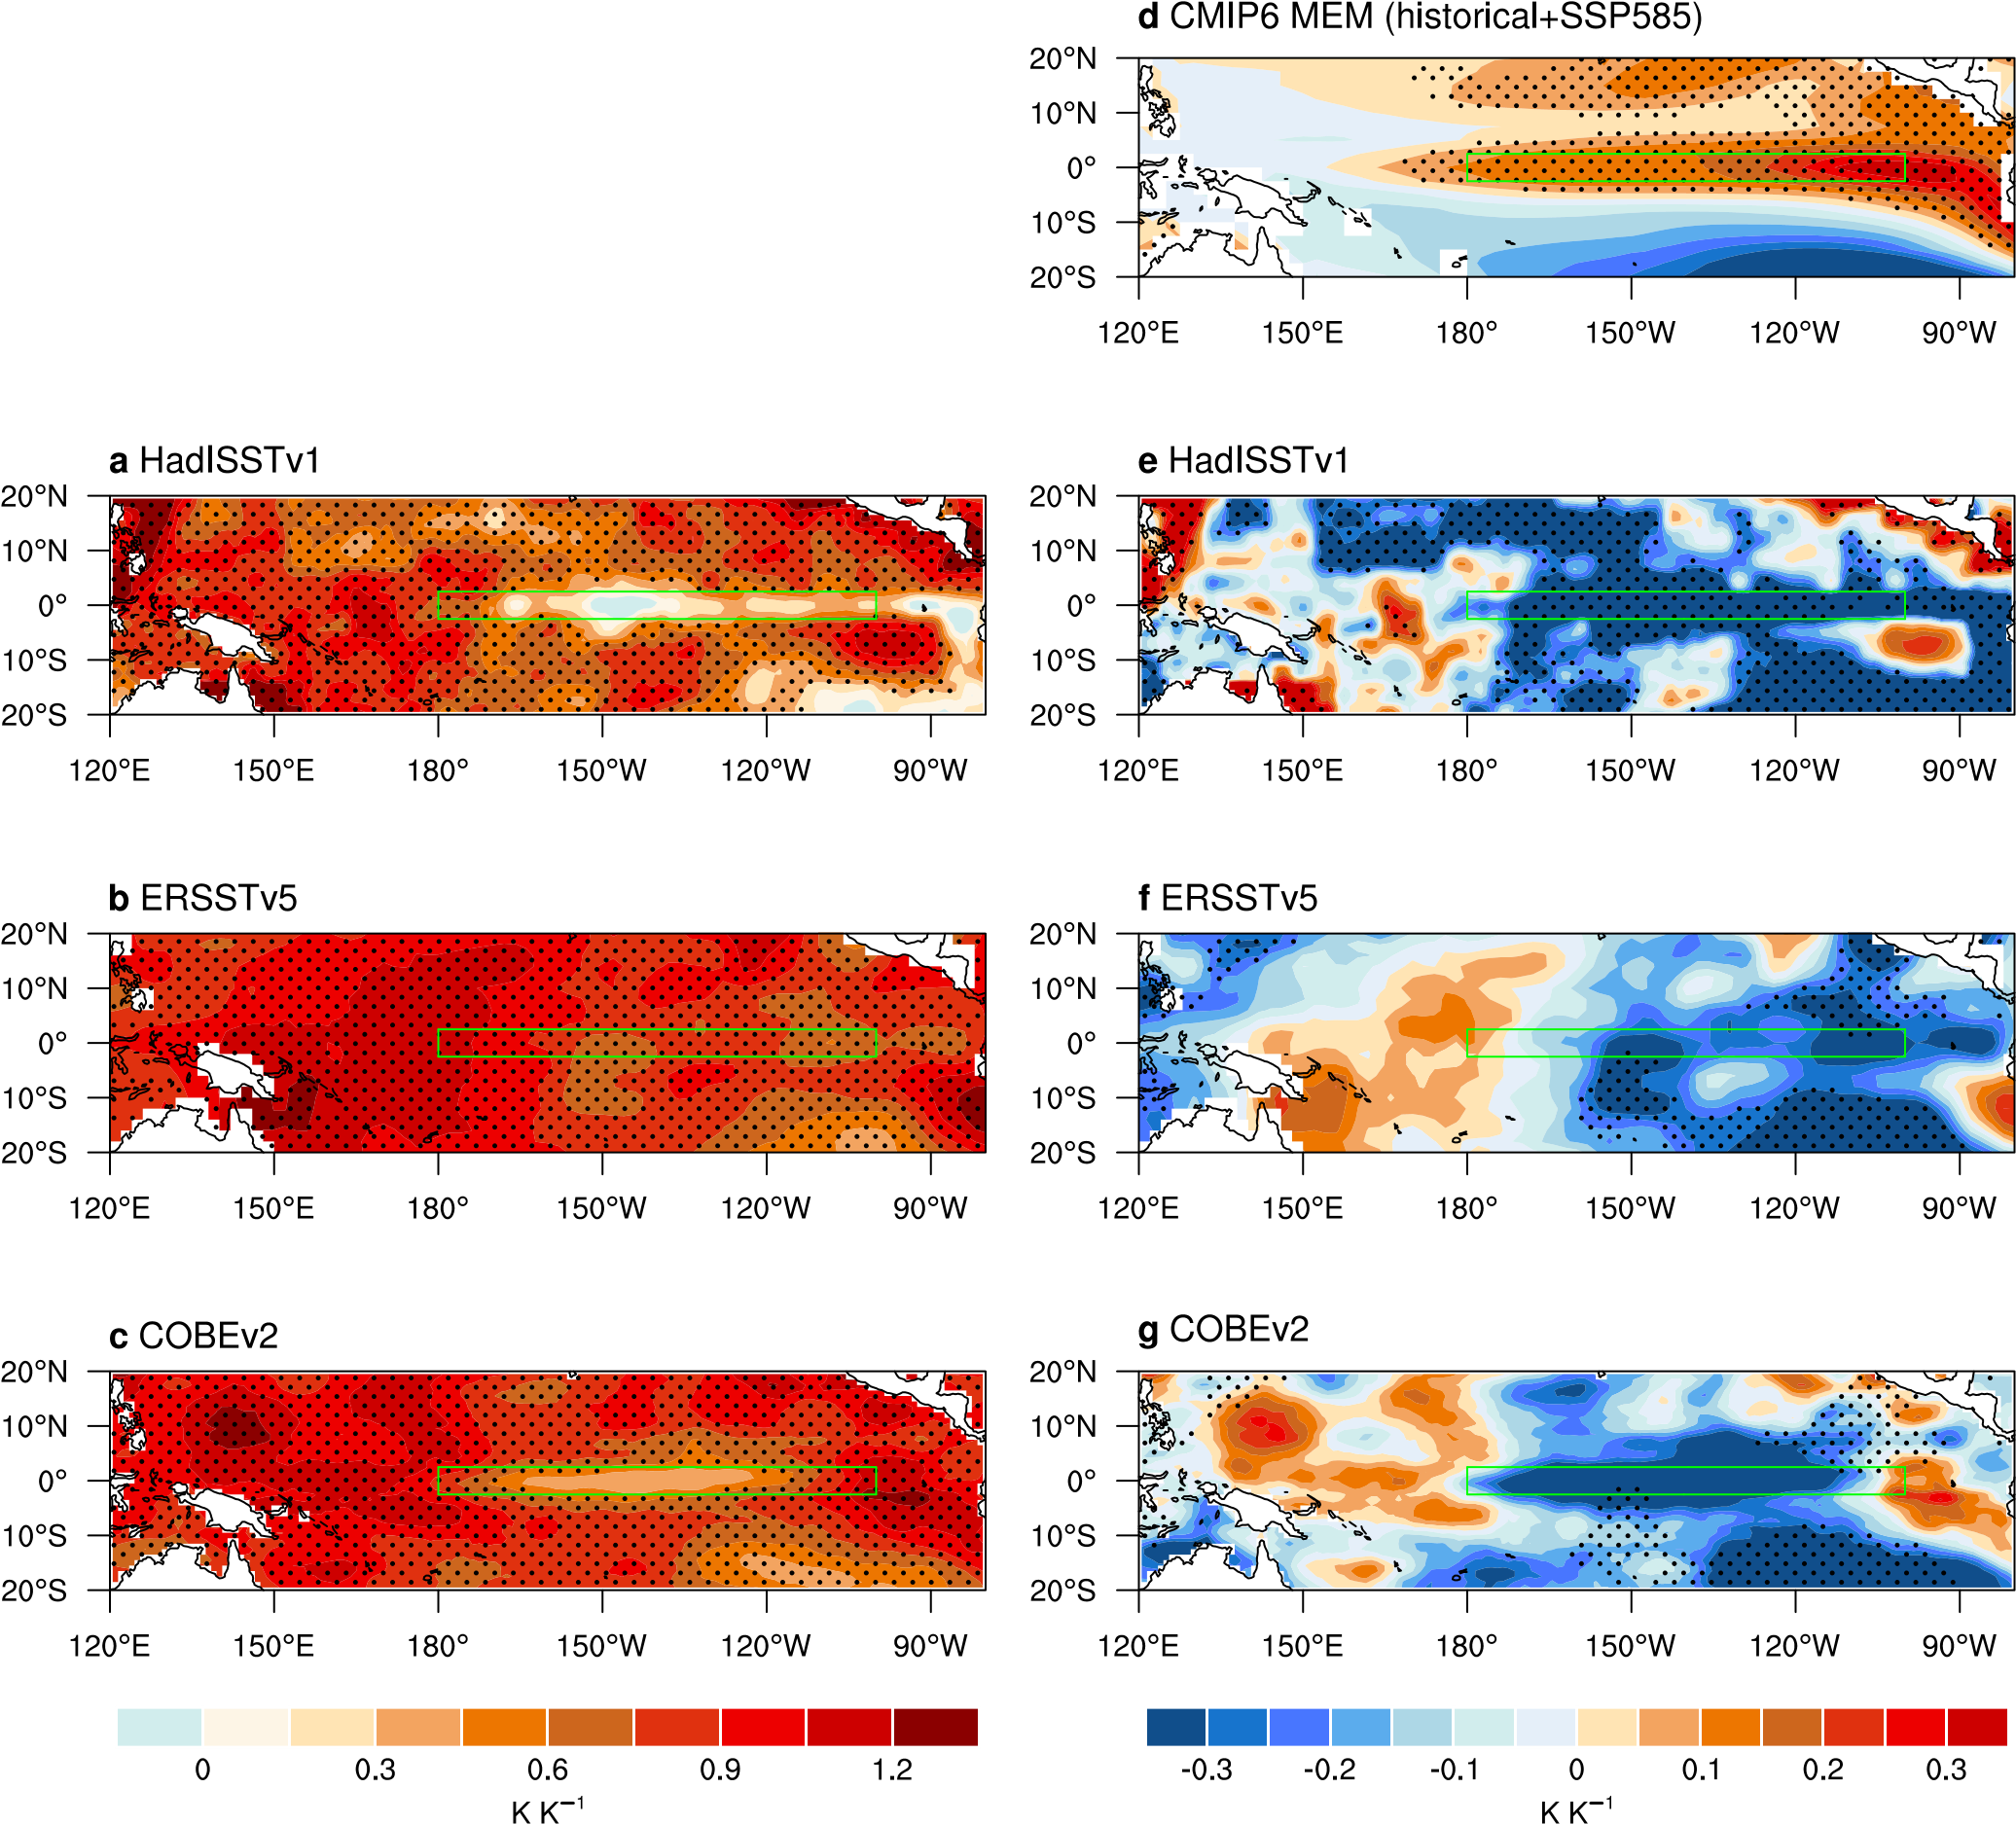 d CMIP6 MEM (historical+SSP585)
20°N
10°N
0°
10°S
20°S
120°E 150°E 180° 150°W 120°W 90°W
a HadISSTv1
20°N
10°N
0°
10°S
20°S
120°E 150°E 180° 150°W 120°W 90°W
e HadISSTv1
20°N
10°N
0°
10°S
20°S
120°E 150°E 180° 150°W 120°W 90°W
b ERSSTv5
20°N
10°N
0°
10°S
20°S
120°E 150°E 180° 150°W 120°W 90°W
f ERSSTv5
20°N
10°N
0°
10°S
20°S
120°E 150°E 180° 150°W 120°W 90°W
c COBEv2
20°N
10°N
0°
10°S
20°S
120°E 150°E 180° 150°W 120°W 90°W
g COBEv2
20°N
10°N
0°
10°S
20°S
120°E 150°E 180° 150°W 120°W 90°W
0 0.3 0.6 0.9 1.2
K K⁻¹
-0.3 -0.2 -0.1 0 0.1 0.2 0.3
K K⁻¹